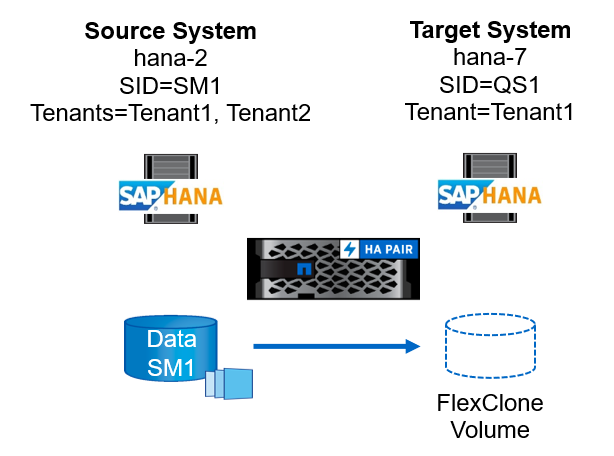 Source System
hana-2
SID=SM1
Tenants=Tenant1, Tenant2
Target System
hana-7
SID=QS1
Tenant=Tenant1
SAP HANA
SAP HANA
HA PAIR
Data
SM1
FlexClone
Volume